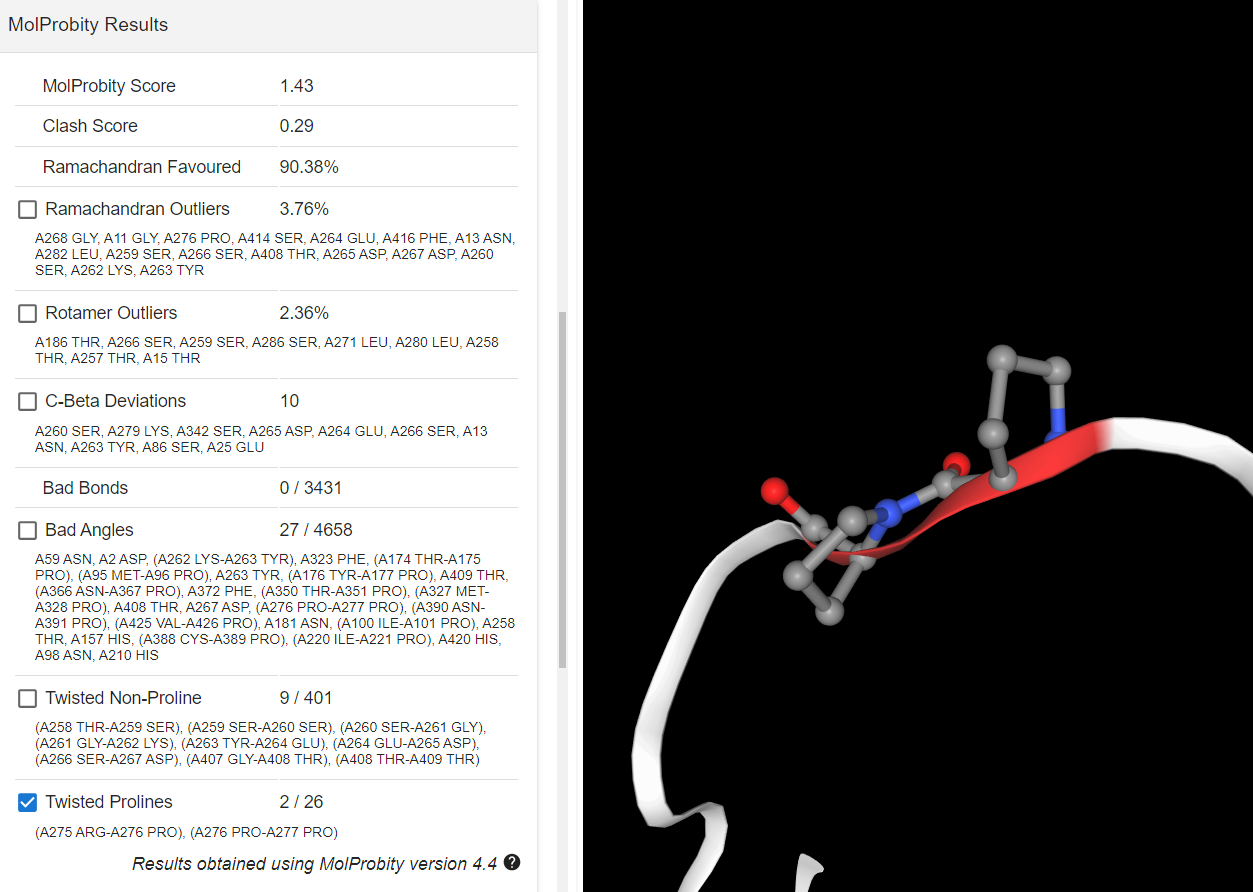 MolProbity Results
MolProbity Score 1.43
Clash Score 0.29
Ramachandran Favoured 90.38%
Ramachandran Outliers 3.76%
A268 GLY, A11 GLY, A276 PRO, A414 SER, A264 GLU, A416 PHE, A13 ASN,
A282 LEU, A259 SER, A266 SER, A408 THR, A265 ASP, A267 ASP, A260
SER, A262 LYS, A263 TYR
Rotamer Outliers 2.36%
A186 THR, A266 SER, A259 SER, A286 SER, A271 LEU, A280 LEU, A258
THR, A257 THR, A15 THR
C-Beta Deviations 10
A260 SER, A279 LYS, A342 SER, A265 ASP, A264 GLU, A266 SER, A13
ASN, A263 TYR, A86 SER, A25 GLU
Bad Bonds 0 / 3431
Bad Angles 27 / 4658
A59 ASN, A2 ASP, (A262 LYS-A263 TYR), A323 PHE, (A174 THR-A175
PRO), (A95 MET-A96 PRO), A263 TYR, (A176 TYR-A177 PRO), A409 THR,
(A366 ASN-A367 PRO), A372 PHE, (A350 THR-A351 PRO), (A327 MET-
A328 PRO), A408 THR, A267 ASP, (A276 PRO-A277 PRO), (A390 ASN-
A391 PRO), (A425 VAL-A426 PRO), A181 ASN, (A100 ILE-A101 PRO), A258
THR, A157 HIS, (A388 CYS-A389 PRO), (A220 ILE-A221 PRO), A420 HIS,
A98 ASN, A210 HIS
Twisted Non-Proline 9 / 401
(A258 THR-A259 SER), (A259 SER-A260 SER), (A260 SER-A261 GLY),
(A261 GLY-A262 LYS), (A263 TYR-A264 GLU), (A264 GLU-A265 ASP),
(A266 SER-A267 ASP), (A407 GLY-A408 THR), (A408 THR-A409 THR)
Twisted Prolines 2 / 26
(A275 ARG-A276 PRO), (A276 PRO-A277 PRO)
Results obtained using MolProbity version 4.4 ?